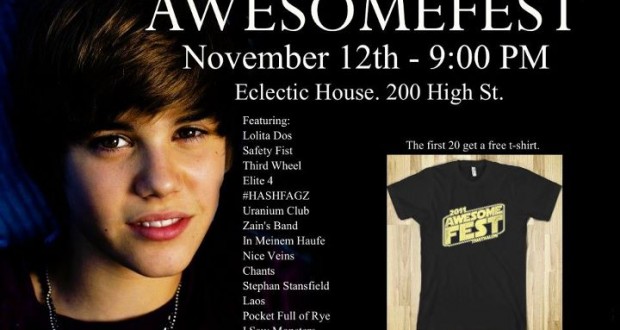 AWESOMEFEST
November 12th - 9:00 PM
Eclectic House. 200 High St.
Featuring:
Lolita Dos
Safety Fist
Third Wheel
Elite 4
#HASHFAGZ
Uranium Club
Zain's Band
In Meinem Haufe
Nice Veins
Chants
Stephan Stansfield
Laos
Pocket Full of Rye
I Saw Monsters
The first 20 get a free t-shirt.
2011
AWESOME
FEST